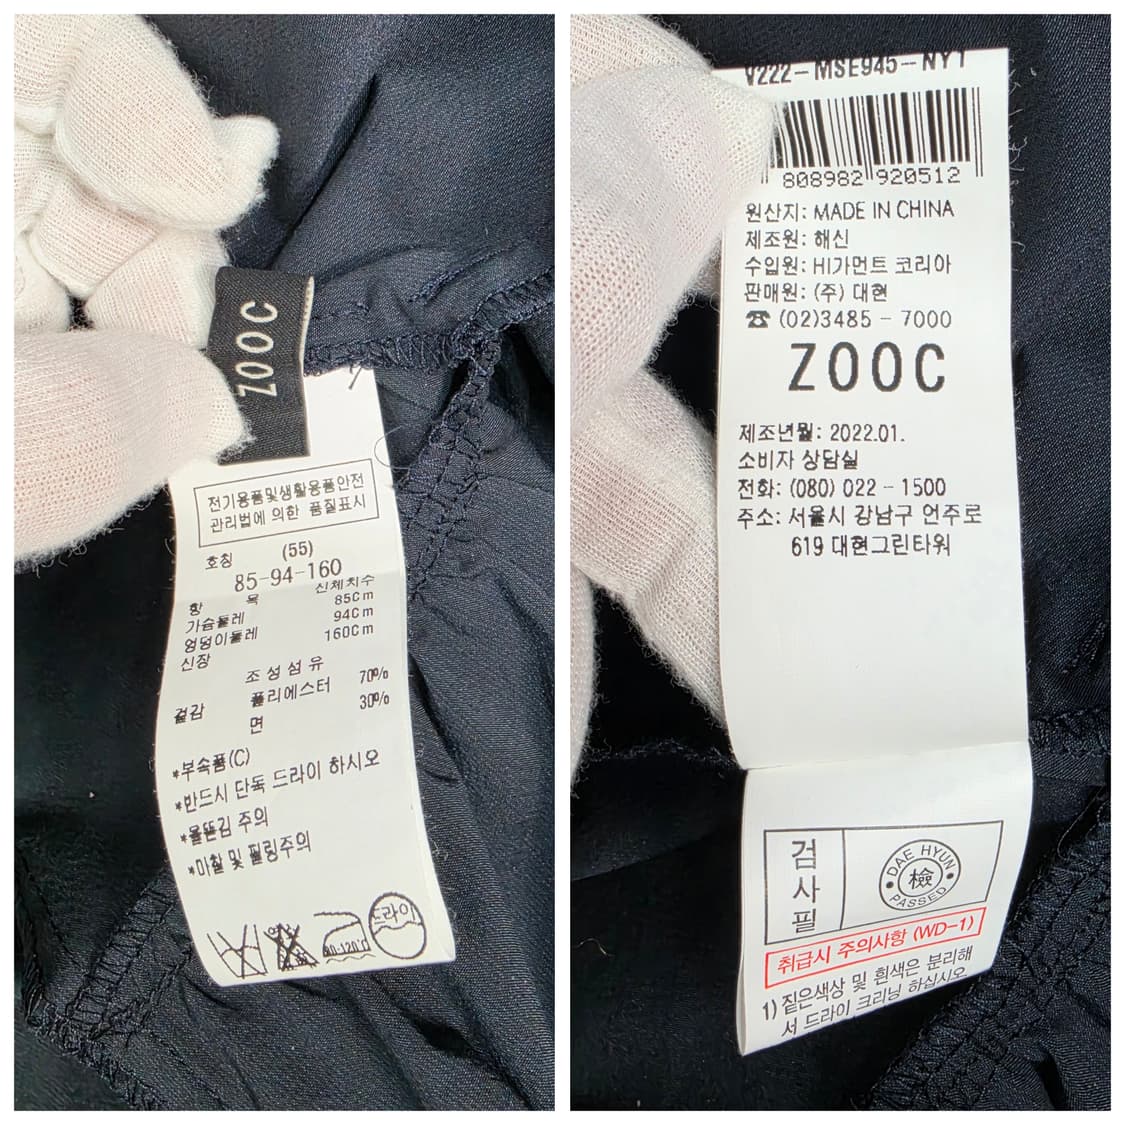 ZOOC
전기용품및생활용품안전
관리법에 의한 품질표시
호칭 (55)
85-94-160
항 목 신체치수
가슴둘레 85Cm
엉덩이둘레 94Cm
신장 160Cm
조성섬유
겉감 폴리에스터 70%
면 30%
*부속품(C)
*반드시 단독 드라이 하시오
*올뜯김 주의
*마찰 및 필링주의
80-120℃
드라이
V222-MSE945-NY1
808982 920512
원산지: MADE IN CHINA
제조원: 해신
수입원: HI가먼트 코리아
판매원: (주) 대현
☎ (02)3485 - 7000
ZOOC
제조년월: 2022.01.
소비자 상담실
전화: (080) 022 - 1500
주소: 서울시 강남구 언주로
619 대현그린타워
검사필
DAE HYUN
檢
PASSED
취급시 주의사항 (WD-1)
1) 짙은색상 및 흰색은 분리해
서 드라이 크리닝 하십시오.